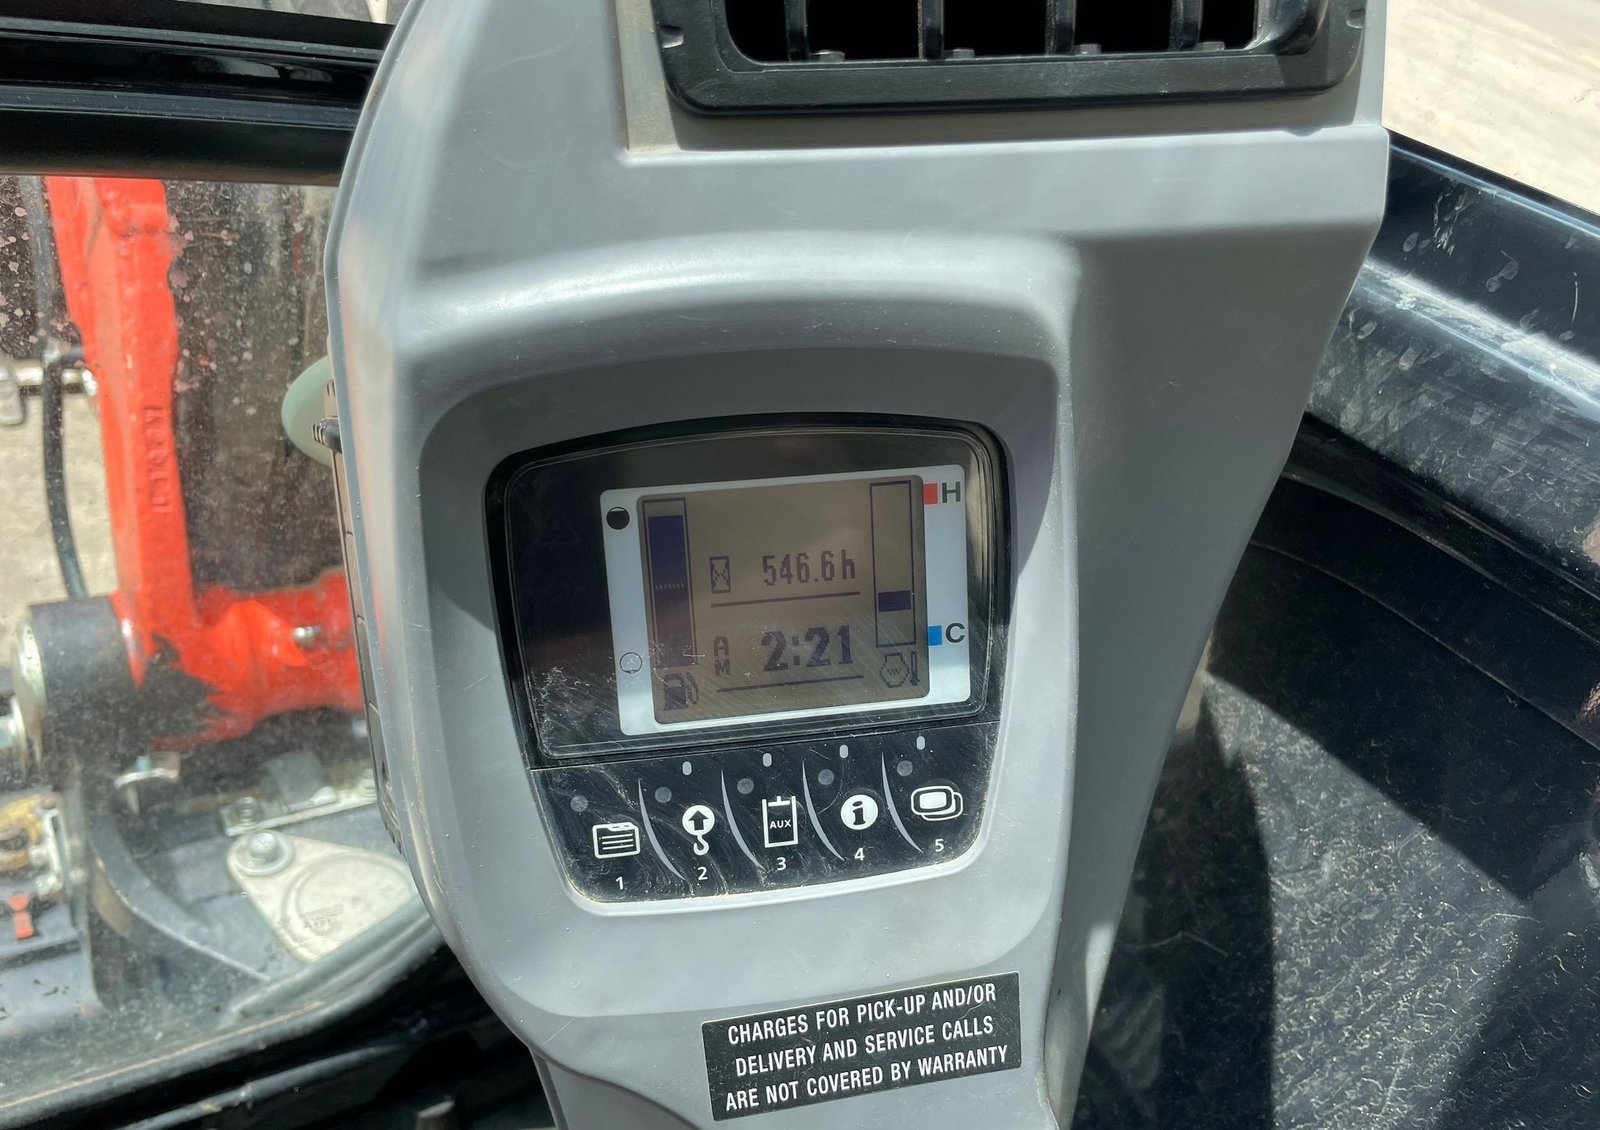 H
546.6h
AM
2:21
C
AUX
i
1
2
3
4
5
CHARGES FOR PICK-UP AND/OR
DELIVERY AND SERVICE CALLS
ARE NOT COVERED BY WARRANTY